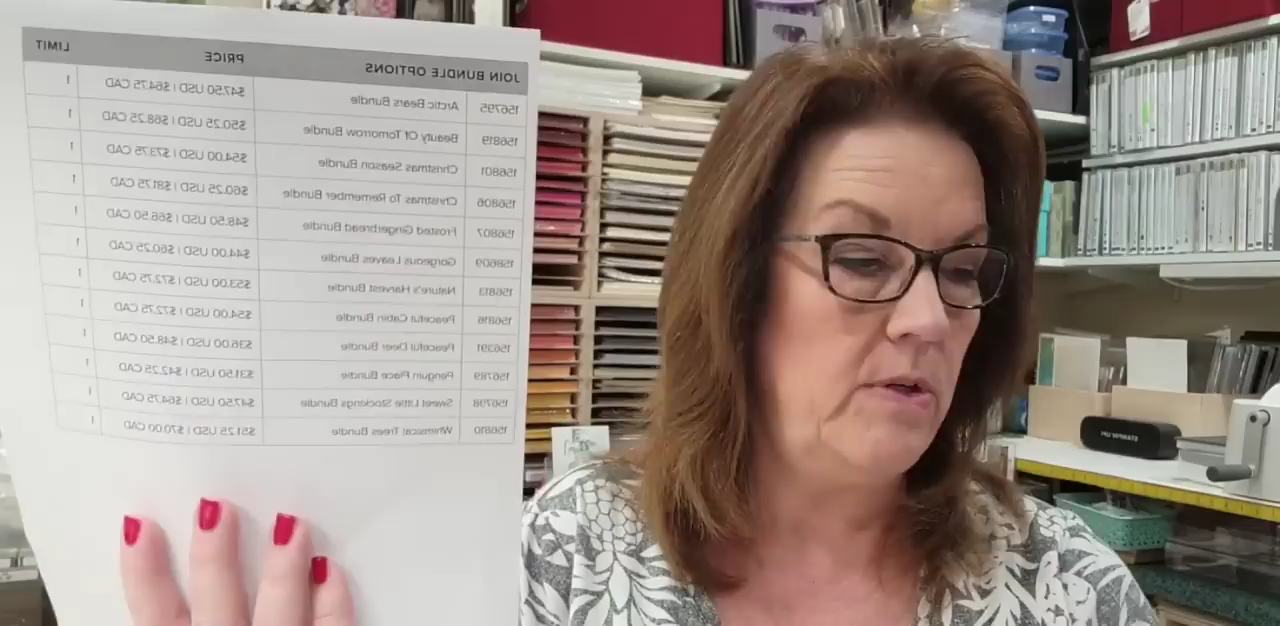 JOIN BUNDLE OPTIONS PRICE LIMIT
156795 Arctic Bears Bundle $47.50 USD | $64.75 CAD 1
156819 Beauty Of Tomorrow Bundle $50.25 USD | $68.25 CAD 1
156801 Christmas Season Bundle $54.00 USD | $73.75 CAD 1
156806 Christmas To Remember Bundle $60.25 USD | $81.75 CAD 1
156807 Frosted Gingerbread Bundle $48.50 USD | $66.50 CAD 1
158609 Gorgeous Leaves Bundle $44.00 USD | $60.25 CAD 1
156813 Nature's Harvest Bundle $53.00 USD | $72.75 CAD 1
156816 Peaceful Cabin Bundle $54.00 USD | $72.75 CAD 1
156391 Peaceful Deer Bundle $36.00 USD | $48.50 CAD 1
156789 Penguin Place Bundle $31.50 USD | $42.25 CAD 1
156798 Sweet Little Stockings Bundle $47.50 USD | $64.75 CAD 1
156810 Whimsical Trees Bundle $51.25 USD | $70.00 CAD 1
STAMPIN' UP!